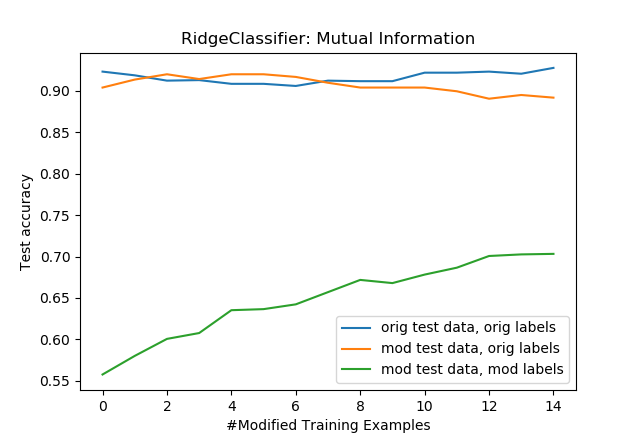 RidgeClassifier: Mutual Information
Test accuracy
0.90
0.85
0.80
0.75
0.70
0.65
0.60
0.55
orig test data, orig labels
mod test data, orig labels
mod test data, mod labels
0 2 4 6 8 10 12 14
#Modified Training Examples